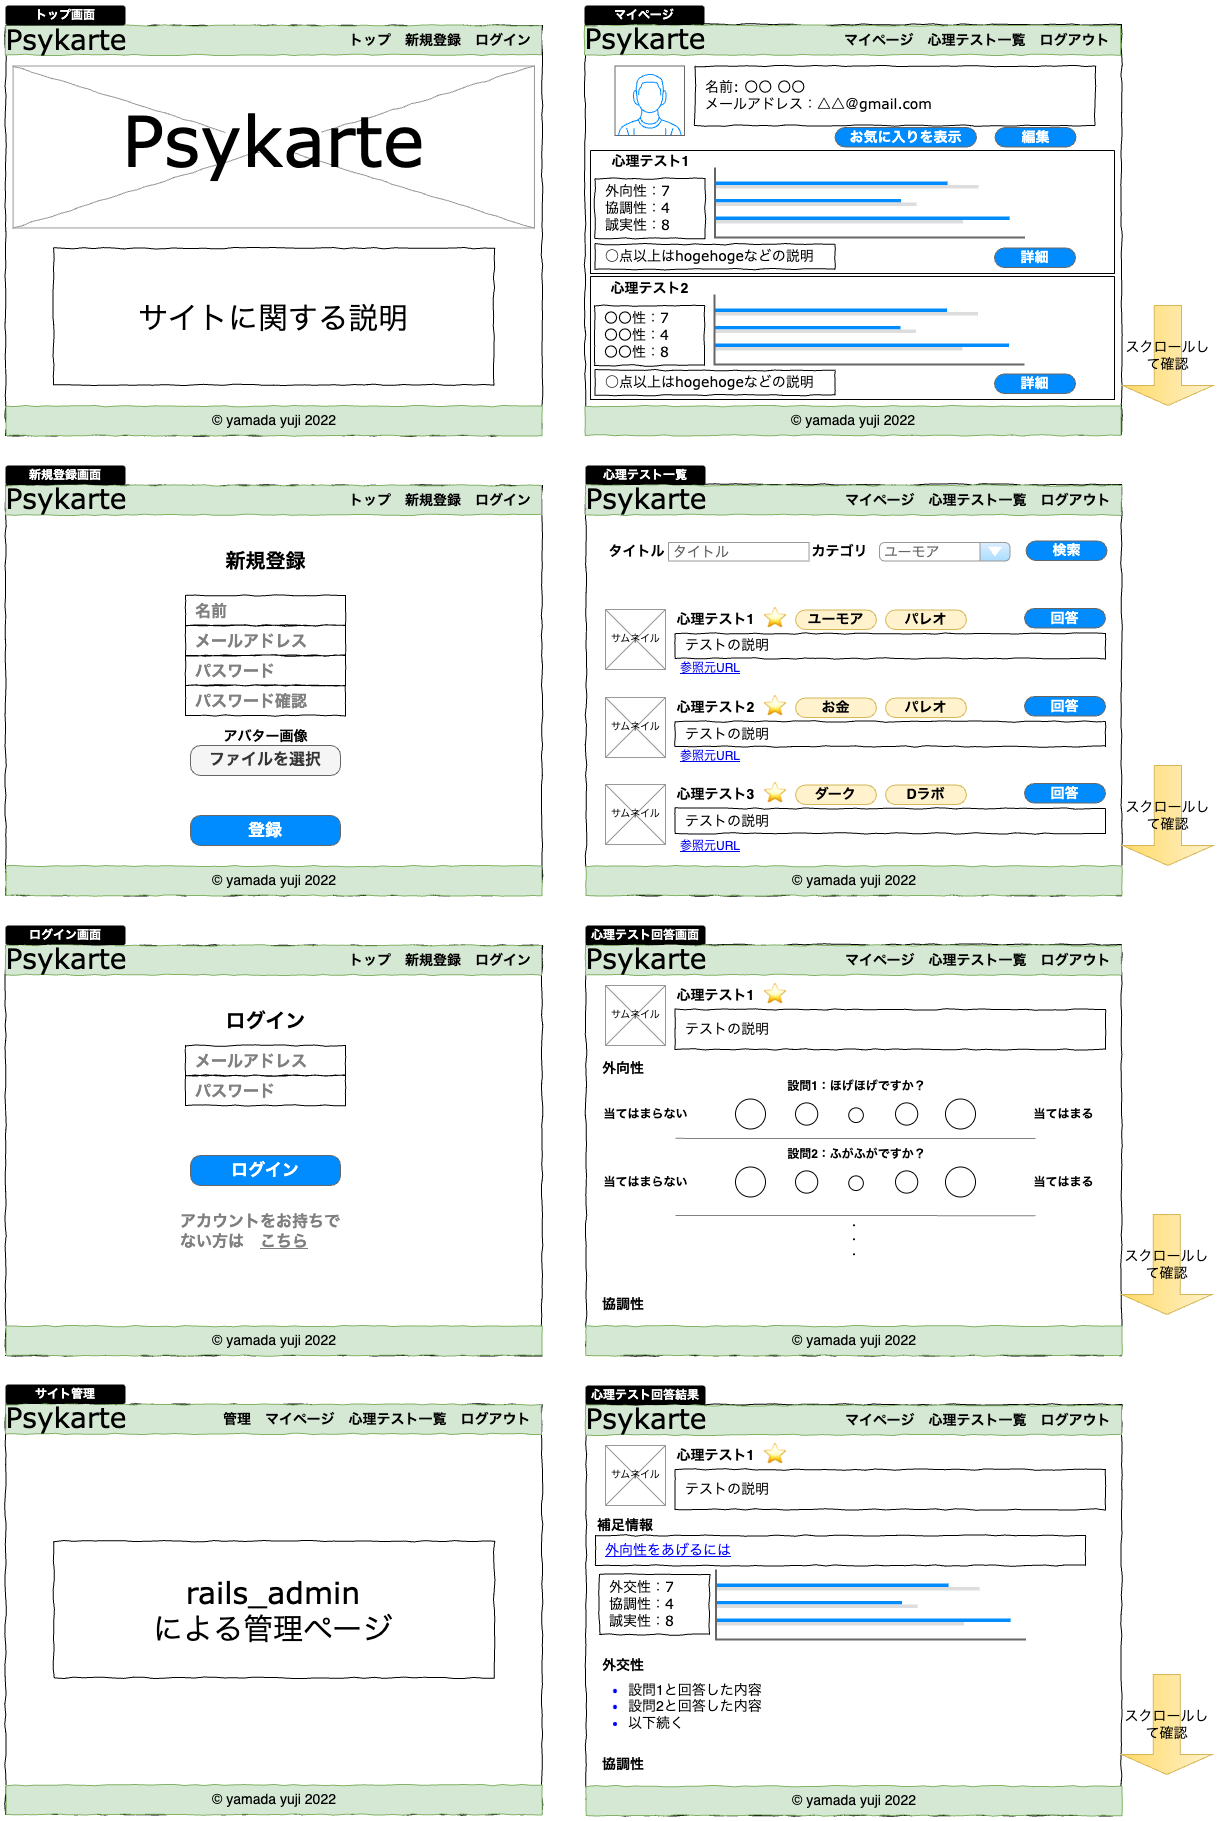 トップ画面
Psykarte
トップ 新規登録 ログイン
Psykarte
サイトに関する説明
© yamada yuji 2022
マイページ
Psykarte
マイページ 心理テスト一覧 ログアウト
名前: 〇〇 〇〇
メールアドレス：△△@gmail.com
お気に入りを表示 編集
心理テスト1
外向性：7
協調性：4
誠実性：8
○点以上はhogehogeなどの説明
詳細
心理テスト2
〇〇性：7
〇〇性：4
〇〇性：8
○点以上はhogehogeなどの説明
詳細
© yamada yuji 2022
スクロールし
て確認
新規登録画面
Psykarte
トップ 新規登録 ログイン
新規登録
名前
メールアドレス
パスワード
パスワード確認
アバター画像
ファイルを選択
登録
© yamada yuji 2022
心理テスト一覧
Psykarte
マイページ 心理テスト一覧 ログアウト
タイトル タイトル カテゴリ ユーモア 検索
サムネイル
心理テスト1 ユーモア パレオ 回答
テストの説明
参照元URL
サムネイル
心理テスト2 お金 パレオ 回答
テストの説明
参照元URL
サムネイル
心理テスト3 ダーク Dラボ 回答
テストの説明
参照元URL
© yamada yuji 2022
スクロールし
て確認
ログイン画面
Psykarte
トップ 新規登録 ログイン
ログイン
メールアドレス
パスワード
ログイン
アカウントをお持ちで
ない方は こちら
© yamada yuji 2022
心理テスト回答画面
Psykarte
マイページ 心理テスト一覧 ログアウト
サムネイル
心理テスト1
テストの説明
外向性
設問1：ほげほげですか？
当てはまらない 当てはまる
設問2：ふがふがですか？
当てはまらない 当てはまる
・
・
・
協調性
© yamada yuji 2022
スクロールし
て確認
サイト管理
Psykarte
管理 マイページ 心理テスト一覧 ログアウト
rails_admin
による管理ページ
© yamada yuji 2022
心理テスト回答結果
Psykarte
マイページ 心理テスト一覧 ログアウト
サムネイル
心理テスト1
テストの説明
補足情報
外向性をあげるには
外交性：7
協調性：4
誠実性：8
外交性
• 設問1と回答した内容
• 設問2と回答した内容
• 以下続く
協調性
© yamada yuji 2022
スクロールし
て確認